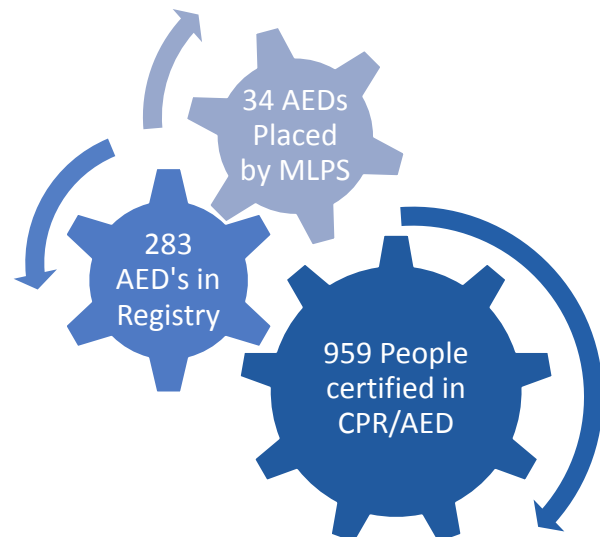 34 AEDs
Placed
by MLPS
283
AED's in
Registry
959 People
certified in
CPR/AED